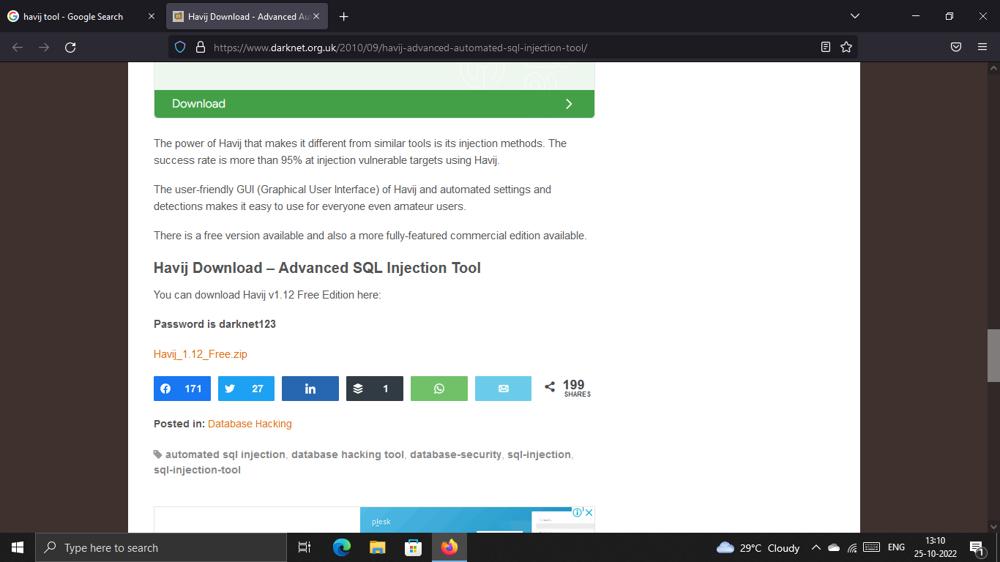 havij tool - Google Search
Havij Download - Advanced Au
https://www.darknet.org.uk/2010/09/havij-advanced-automated-sql-injection-tool/
Download
The power of Havij that makes it different from similar tools is its injection methods. The
success rate is more than 95% at injection vulnerable targets using Havij.
The user-friendly GUI (Graphical User Interface) of Havij and automated settings and
detections makes it easy to use for everyone even amateur users.
There is a free version available and also a more fully-featured commercial edition available.
Havij Download – Advanced SQL Injection Tool
You can download Havij v1.12 Free Edition here:
Password is darknet123
Havij_1.12_Free.zip
171
27
in
1
199
SHARES
Posted in: Database Hacking
automated sql injection, database hacking tool, database-security, sql-injection,
sql-injection-tool
plesk
Type here to search
29°C Cloudy
ENG
13:10
25-10-2022
1